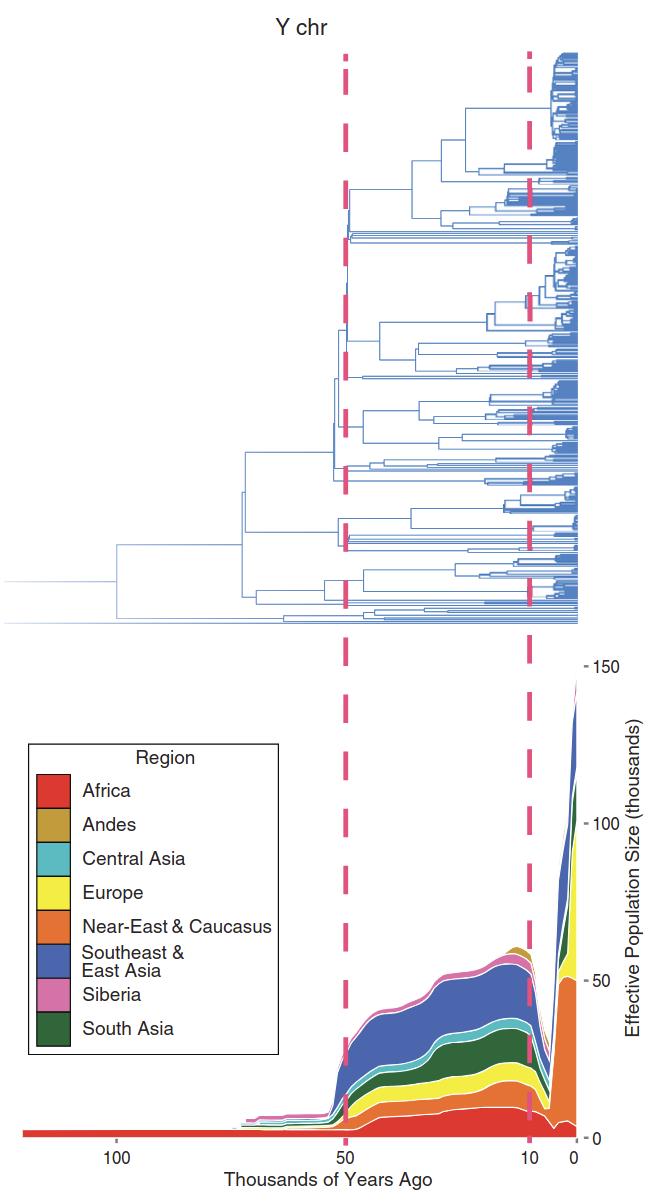 Y chr
150
100
50
0
Effective Population Size (thousands)
Region
Africa
Andes
Central Asia
Europe
Near-East & Caucasus
Southeast &
East Asia
Siberia
South Asia
100
50
10
0
Thousands of Years Ago